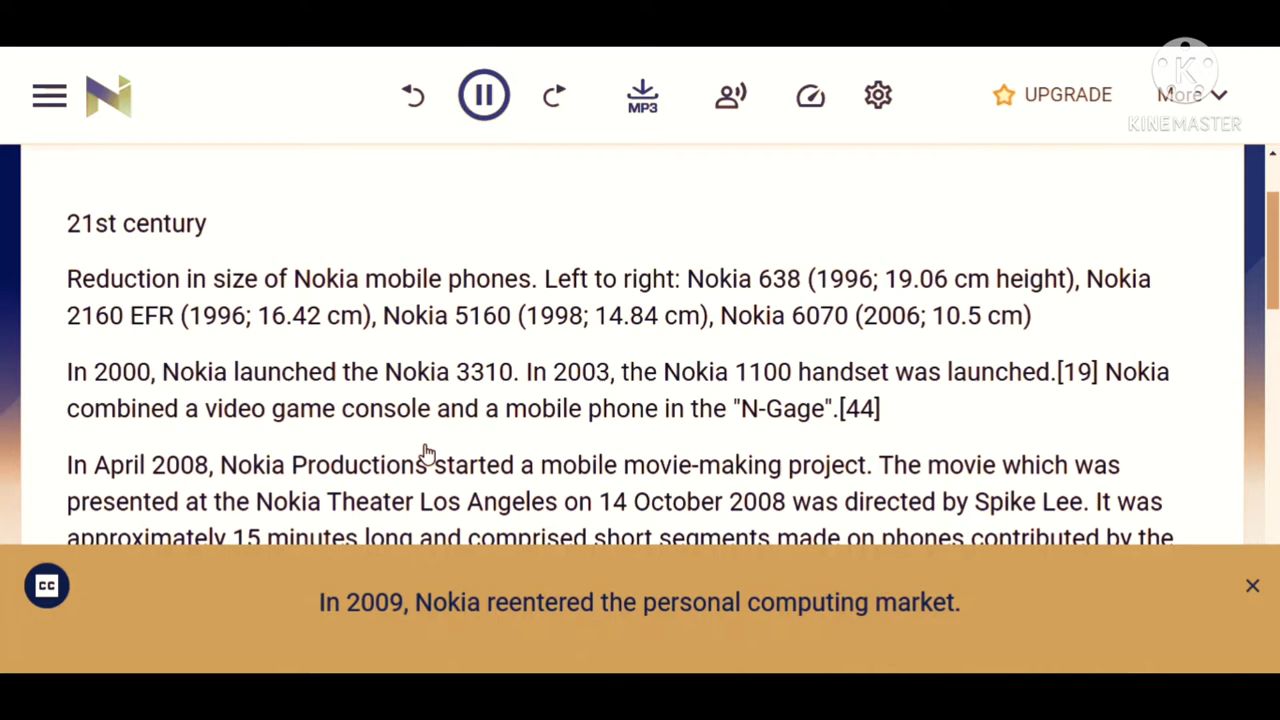 MP3
UPGRADE
More
K
KINEMASTER
21st century
Reduction in size of Nokia mobile phones. Left to right: Nokia 638 (1996; 19.06 cm height), Nokia
2160 EFR (1996; 16.42 cm), Nokia 5160 (1998; 14.84 cm), Nokia 6070 (2006; 10.5 cm)
In 2000, Nokia launched the Nokia 3310. In 2003, the Nokia 1100 handset was launched.[19] Nokia
combined a video game console and a mobile phone in the "N-Gage".[44]
In April 2008, Nokia Productions started a mobile movie-making project. The movie which was
presented at the Nokia Theater Los Angeles on 14 October 2008 was directed by Spike Lee. It was
approximately 15 minutes long and comprised short segments made on phones contributed by the
CC
In 2009, Nokia reentered the personal computing market.